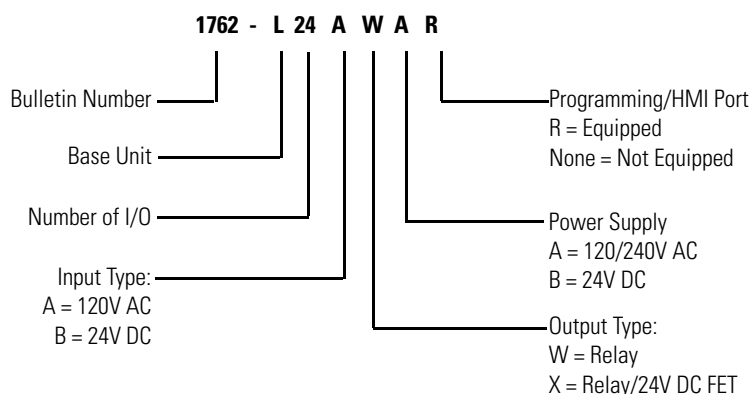 1762 - L 24 A W A R
Bulletin Number
Base Unit
Number of I/O
Input Type:
A = 120V AC
B = 24V DC
Programming/HMI Port
R = Equipped
None = Not Equipped
Power Supply
A = 120/240V AC
B = 24V DC
Output Type:
W = Relay
X = Relay/24V DC FET